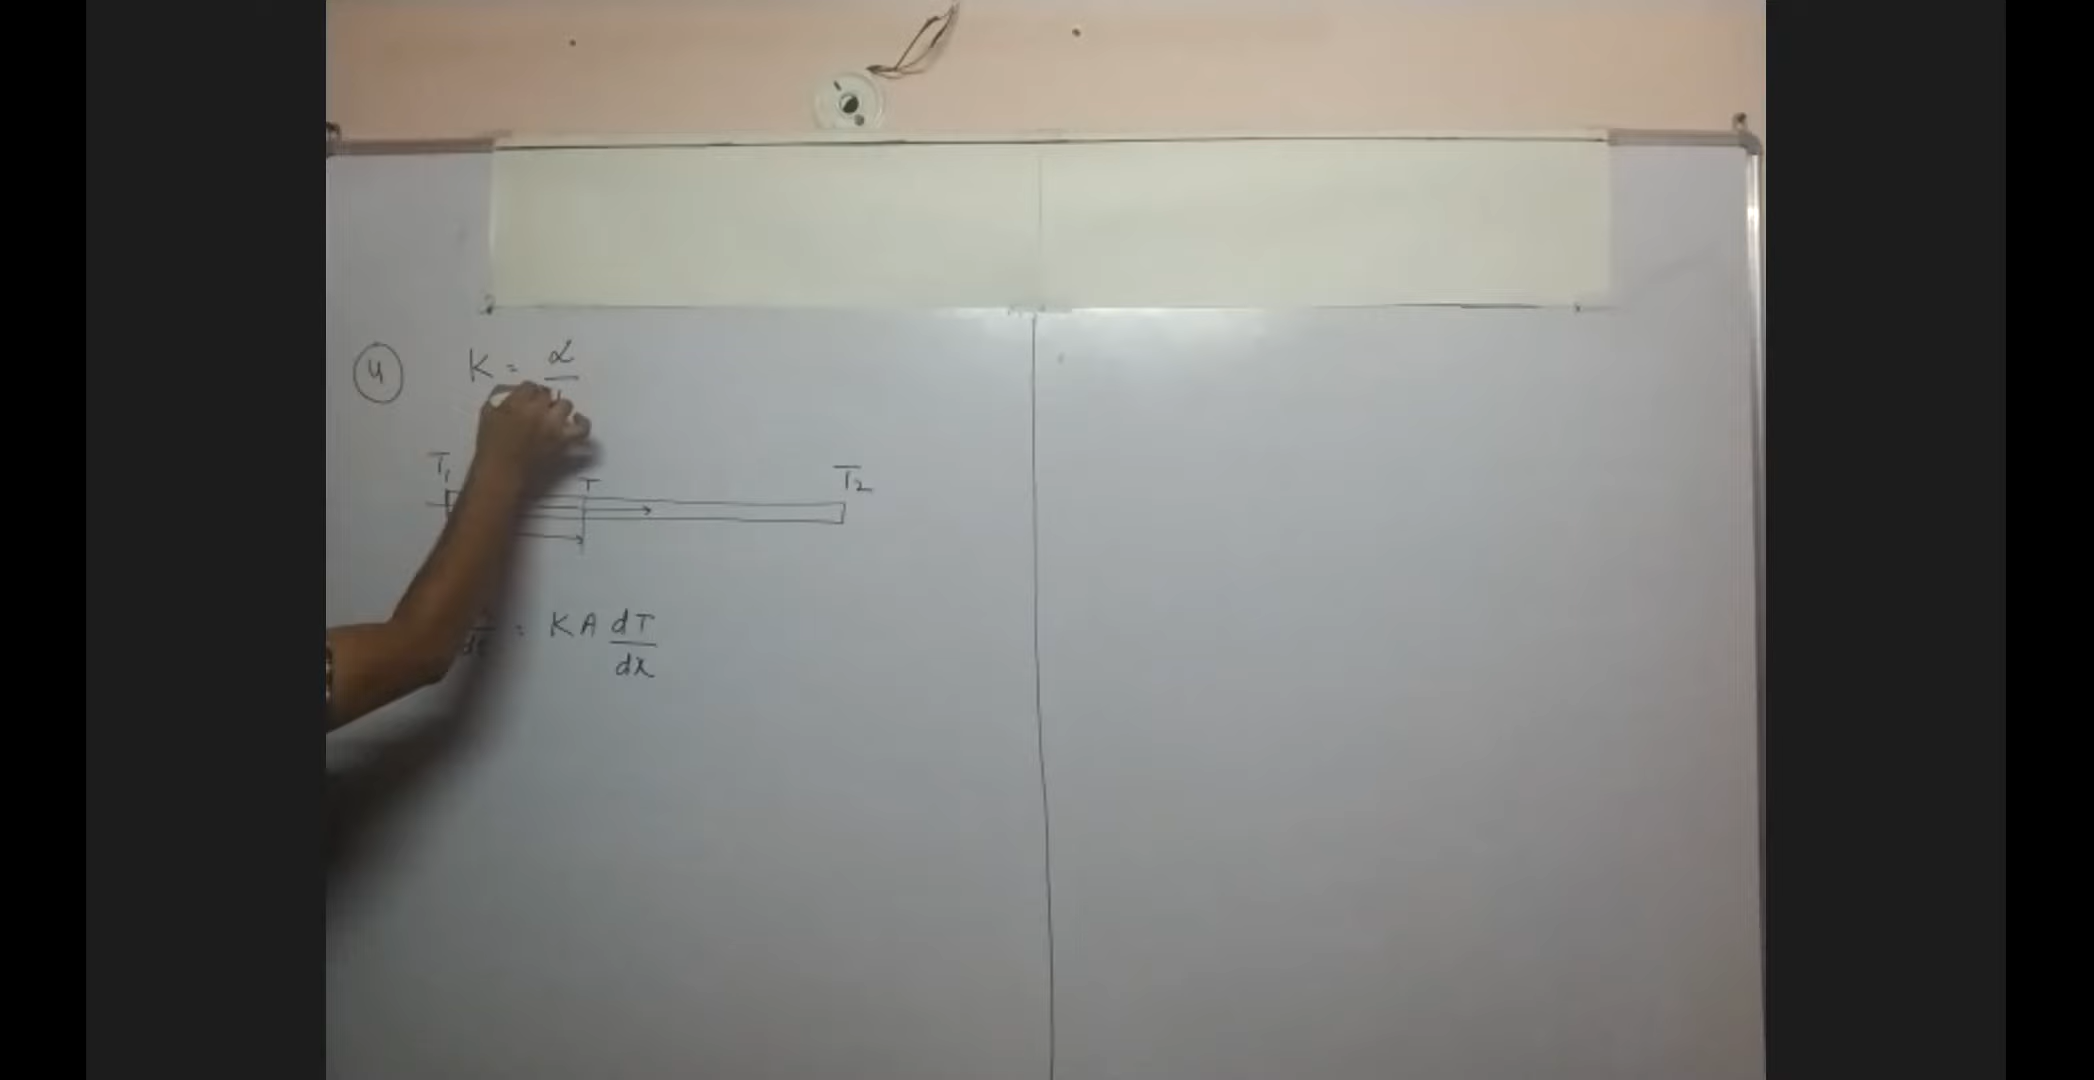 4
K = α
T1
T
T2
= KA dT
dx